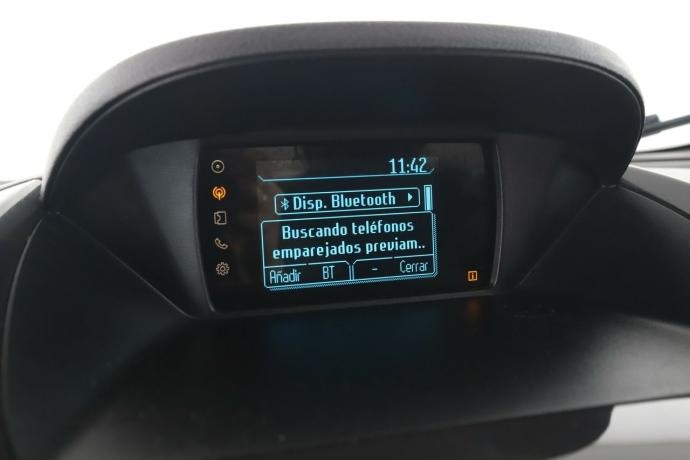 11:42
Disp. Bluetooth
Buscando teléfonos
emparejados previam..
Añadir BT - Cerrar